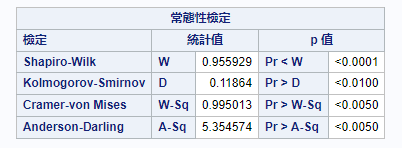 常態性檢定
檢定 統計值 p 值
Shapiro-Wilk W 0.955929 Pr < W <0.0001
Kolmogorov-Smirnov D 0.11864 Pr > D <0.0100
Cramer-von Mises W-Sq 0.995013 Pr > W-Sq <0.0050
Anderson-Darling A-Sq 5.354574 Pr > A-Sq <0.0050